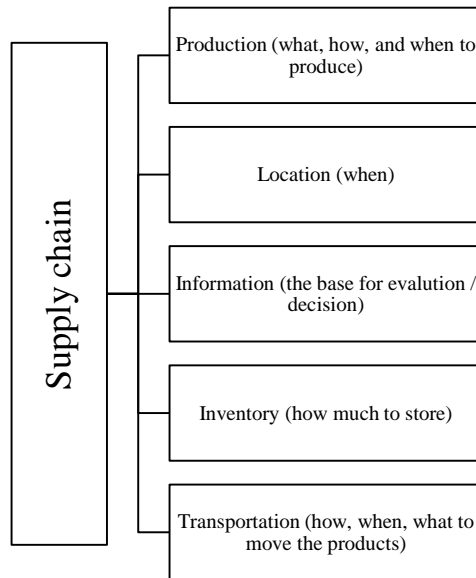 Supply chain
Production (what, how, and when to
produce)
Location (when)
Information (the base for evalution /
decision)
Inventory (how much to store)
Transportation (how, when, what to
move the products)